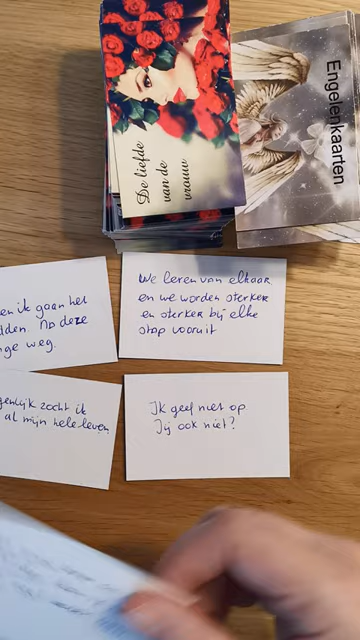 De liefde
van de
vrouw
Engelenkaarten
en ik gaan het
dden. Na deze
nge weg.
We leren van elkaar
en we worden sterker
en sterker bij elke
stap vooruit
genlijk zocht ik
al mijn hele leven
Ik geef niet op
Jij ook niet?